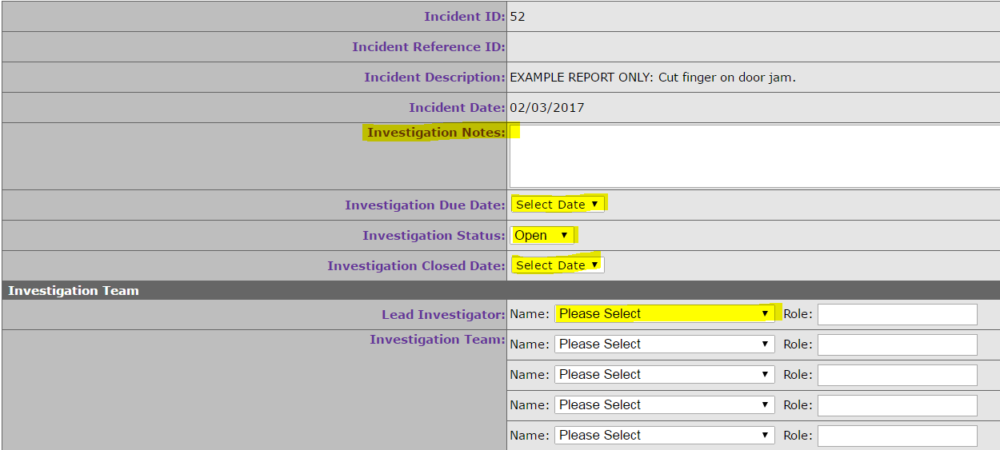 Incident ID: 52
Incident Reference ID:
Incident Description: EXAMPLE REPORT ONLY: Cut finger on door jam.
Incident Date: 02/03/2017
Investigation Notes:
Investigation Due Date: Select Date
Investigation Status: Open
Investigation Closed Date: Select Date
Investigation Team
Lead Investigator: Name: Please Select Role:
Investigation Team: Name: Please Select Role:
Name: Please Select Role:
Name: Please Select Role:
Name: Please Select Role: